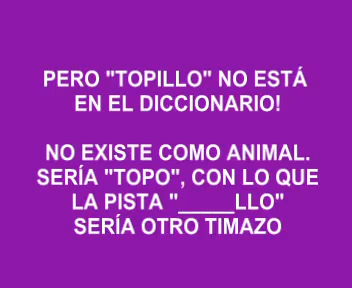 PERO "TOPILLO" NO ESTÁ
EN EL DICCIONARIO!
NO EXISTE COMO ANIMAL.
SERÍA "TOPO", CON LO QUE
LA PISTA "_____LLO"
SERÍA OTRO TIMAZO